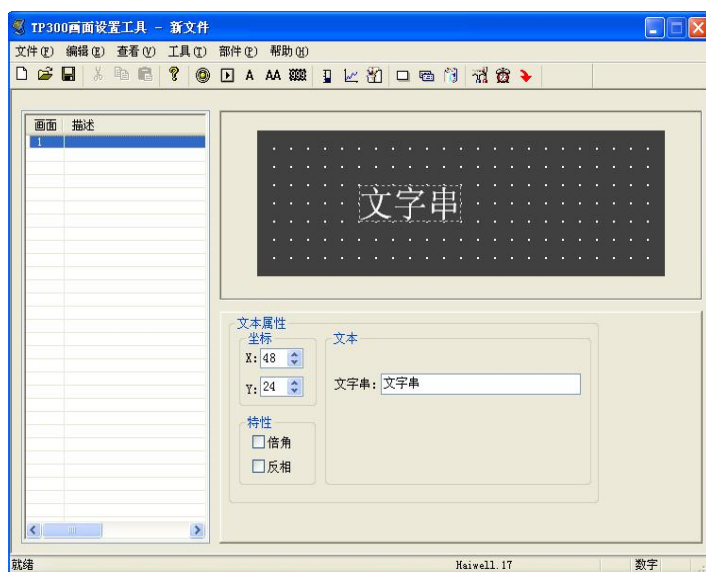 TP300画面设置工具 - 新文件
文件(F) 编辑(E) 查看(V) 工具(T) 部件(P) 帮助(H)
A AA
画面 描述
1
文字串
文本属性
坐标
X: 48
Y: 24
文本
文字串: 文字串
特性
倍角
反相
就绪 Haiwell.17 数字